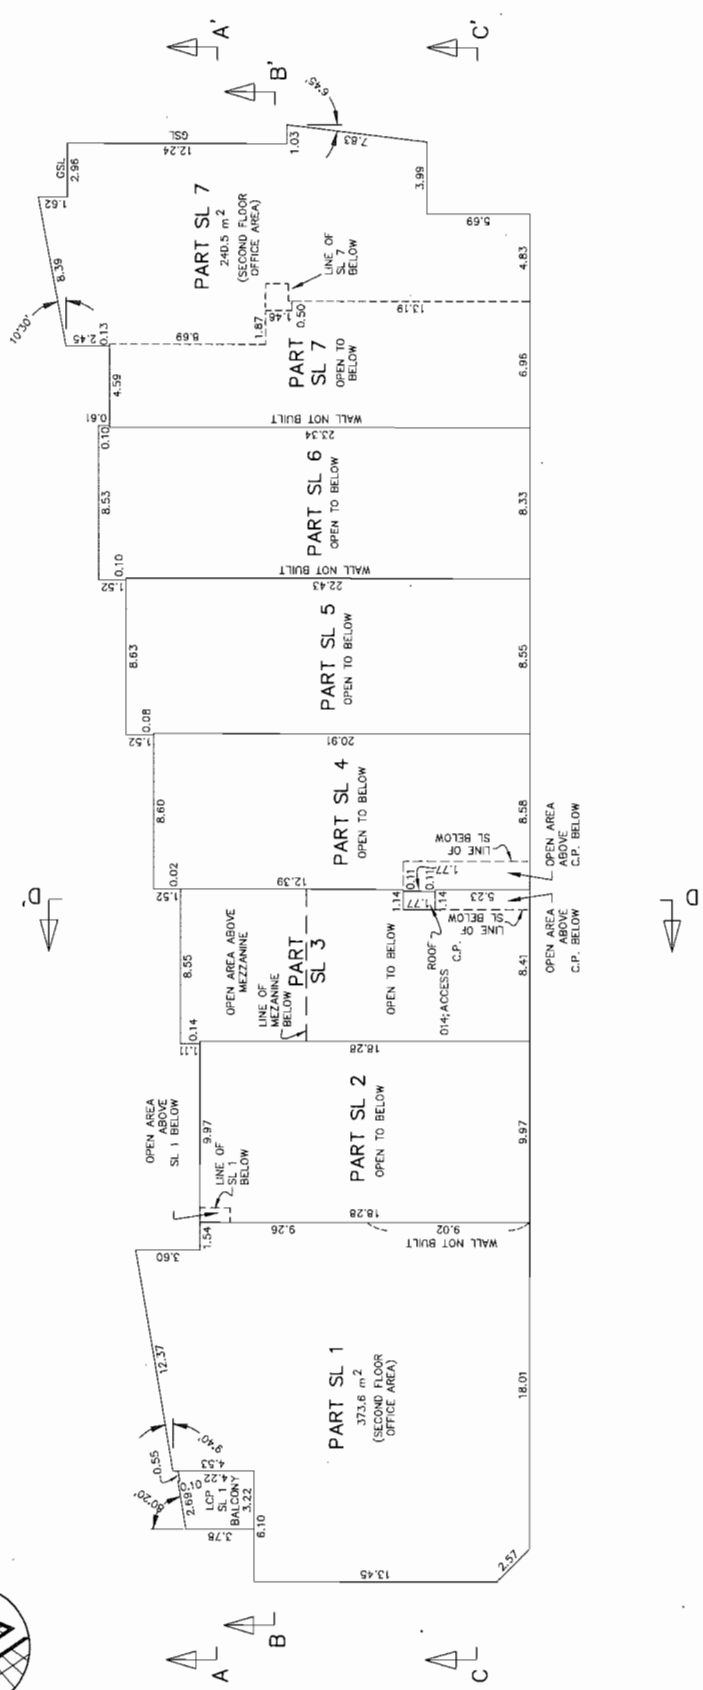 A'
B'
C'
GSL
2.96
GSL
12.24
1.03
6°45'
7.83
3.99
5.69
4.83
1.62
8.39
10°30'
2.45
0.13
PART SL 7
240.5 m²
(SECOND FLOOR
OFFICE AREA)
LINE OF
SL 7
BELOW
8.69
1.87
1.46
0.50
13.19
PART
SL 7
OPEN TO
BELOW
4.59
0.61
6.96
WALL NOT BUILT
23.34
0.10
8.53
PART SL 6
OPEN TO BELOW
8.33
0.10
1.52
WALL NOT BUILT
22.43
8.63
PART SL 5
OPEN TO BELOW
8.55
0.08
1.52
20.91
8.60
PART SL 4
OPEN TO BELOW
8.58
0.02
1.52
12.39
LINE OF
SL BELOW
1.77
0.11
0.11
OPEN AREA
ABOVE
C.P. BELOW
D'
D
8.55
OPEN AREA ABOVE
MEZZANINE
LINE OF
MEZANINE
BELOW
PART
SL 3
OPEN TO BELOW
1.14
1.77
1.14
5.23
ROOF
014;ACCESS C.P.
LINE OF
SL BELOW
8.41
OPEN AREA
ABOVE
C.P. BELOW
0.14
1.11
18.28
OPEN AREA
ABOVE
SL 1 BELOW
9.97
LINE OF
SL 1
BELOW
PART SL 2
OPEN TO BELOW
9.97
18.28
9.26
9.02
WALL NOT BUILT
1.54
3.60
12.37
PART SL 1
373.6 m²
(SECOND FLOOR
OFFICE AREA)
18.01
9°40'
0.55
4.53
4.22
0.10
80°20'
2.69
LCP
SL 1
BALCONY
3.22
3.78
6.10
13.45
2.57
A
B
C